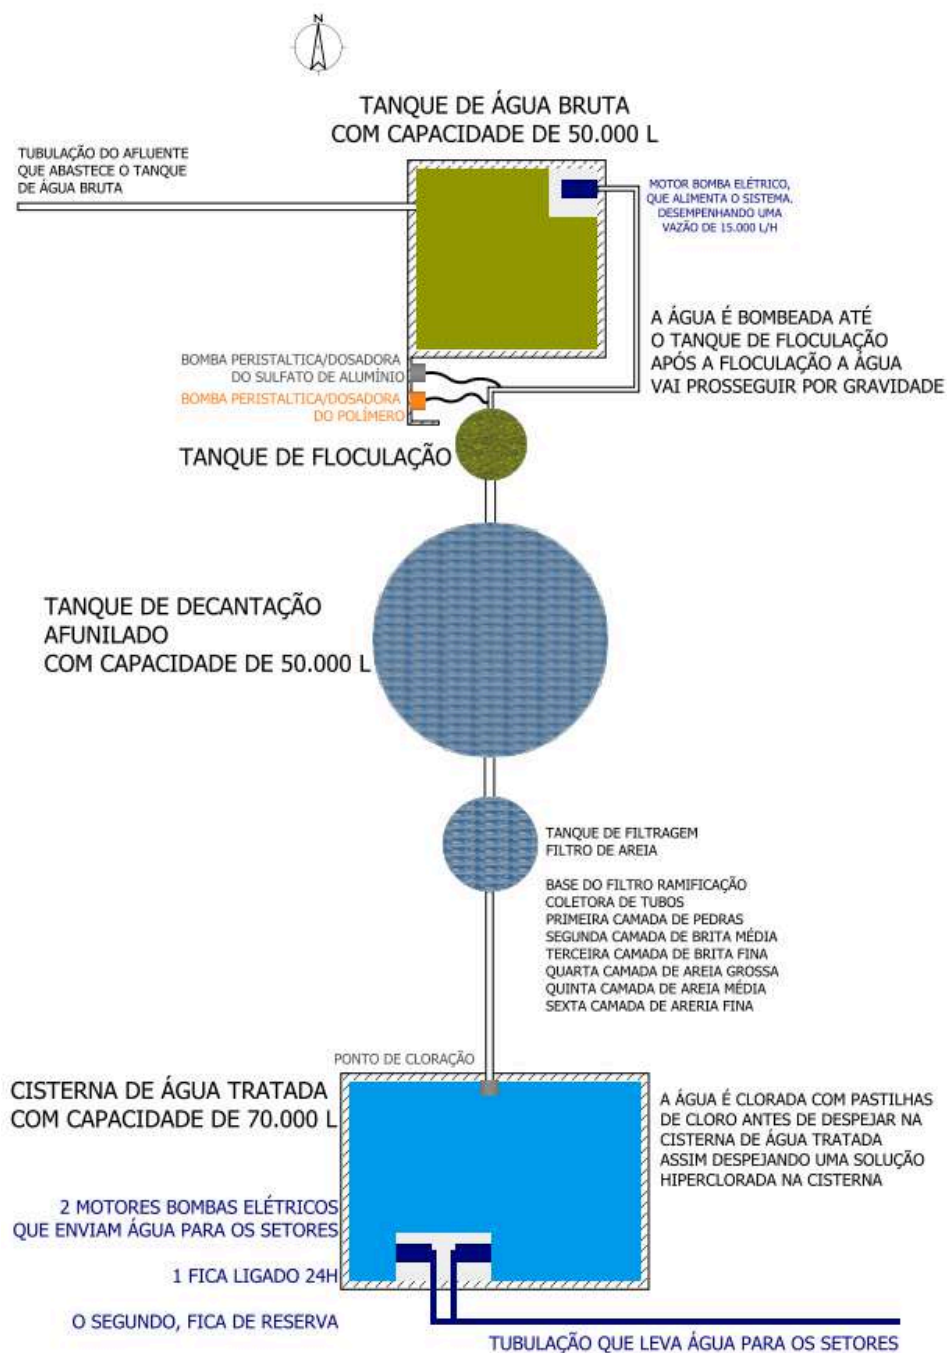 N
TANQUE DE ÁGUA BRUTA
COM CAPACIDADE DE 50.000 L
TUBULAÇÃO DO AFLUENTE
QUE ABASTECE O TANQUE
DE ÁGUA BRUTA
MOTOR BOMBA ELÉTRICO,
QUE ALIMENTA O SISTEMA.
DESEMPENHANDO UMA
VAZÃO DE 15.000 L/H
A ÁGUA É BOMBEADA ATÉ
O TANQUE DE FLOCULAÇÃO
APÓS A FLOCULAÇÃO A ÁGUA
VAI PROSSEGUIR POR GRAVIDADE
BOMBA PERISTALTICA/DOSADORA
DO SULFATO DE ALUMÍNIO
BOMBA PERISTALTICA/DOSADORA
DO POLÍMERO
TANQUE DE FLOCULAÇÃO
TANQUE DE DECANTAÇÃO
AFUNILADO
COM CAPACIDADE DE 50.000 L
TANQUE DE FILTRAGEM
FILTRO DE AREIA
BASE DO FILTRO RAMIFICAÇÃO
COLETORA DE TUBOS
PRIMEIRA CAMADA DE PEDRAS
SEGUNDA CAMADA DE BRITA MÉDIA
TERCEIRA CAMADA DE BRITA FINA
QUARTA CAMADA DE AREIA GROSSA
QUINTA CAMADA DE AREIA MÉDIA
SEXTA CAMADA DE ARERIA FINA
PONTO DE CLORAÇÃO
CISTERNA DE ÁGUA TRATADA
COM CAPACIDADE DE 70.000 L
A ÁGUA É CLORADA COM PASTILHAS
DE CLORO ANTES DE DESPEJAR NA
CISTERNA DE ÁGUA TRATADA
ASSIM DESPEJANDO UMA SOLUÇÃO
HIPERCLORADA NA CISTERNA
2 MOTORES BOMBAS ELÉTRICOS
QUE ENVIAM ÁGUA PARA OS SETORES
1 FICA LIGADO 24H
O SEGUNDO, FICA DE RESERVA
TUBULAÇÃO QUE LEVA ÁGUA PARA OS SETORES